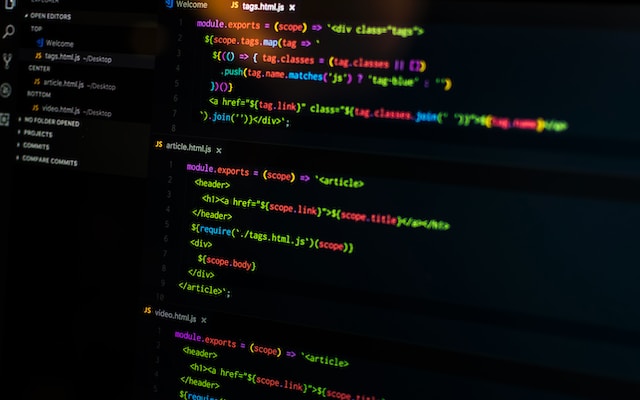 OPEN EDITORS
TOP
Welcome
JS tags.html.js ~/Desktop
CENTER
JS article.html.js ~/Desktop
BOTTOM
JS video.html.js ~/Desktop
NO FOLDER OPENED
PROJECTS
COMMITS
COMPARE COMMITS
Welcome JS tags.html.js ×
1 module.exports = (scope) => `<div class="tags">
2 ${scope.tags.map(tag => `
3 ${(() => { tag.classes = (tag.classes || [])
4 .push(tag.name.matches('js') ? 'tag-blue' : '')
5 })()}
6 <a href="${tag.link}" class="${tag.classes.join(' ')}">${tag.name}</a>
7 `).join('')}</div>`;
8
JS article.html.js ×
1 module.exports = (scope) => `<article>
2 <header>
3 <h1><a href="${scope.link}">${scope.title}</a></h1>
4 </header>
5 ${require('./tags.html.js')(scope)}
6 <div>
7 ${scope.body}
8 </div>
9 </article>`;
10
JS video.html.js ×
1 module.exports = (scope) => `<article>
2 <header>
3 <h1><a href="${scope.link}">${scope.title}
4 </header>
5 ${require(